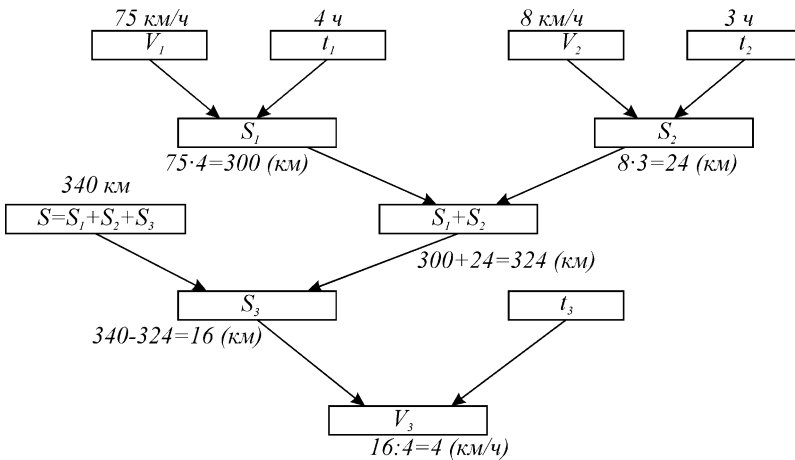 75 км/ч 4 ч 8 км/ч 3 ч
V₁ t₁ V₂ t₂
S₁ S₂
75·4=300 (км) 8·3=24 (км)
340 км
S=S₁+S₂+S₃ S₁+S₂
300+24=324 (км)
S₃ t₃
340-324=16 (км)
V₃
16:4=4 (км/ч)